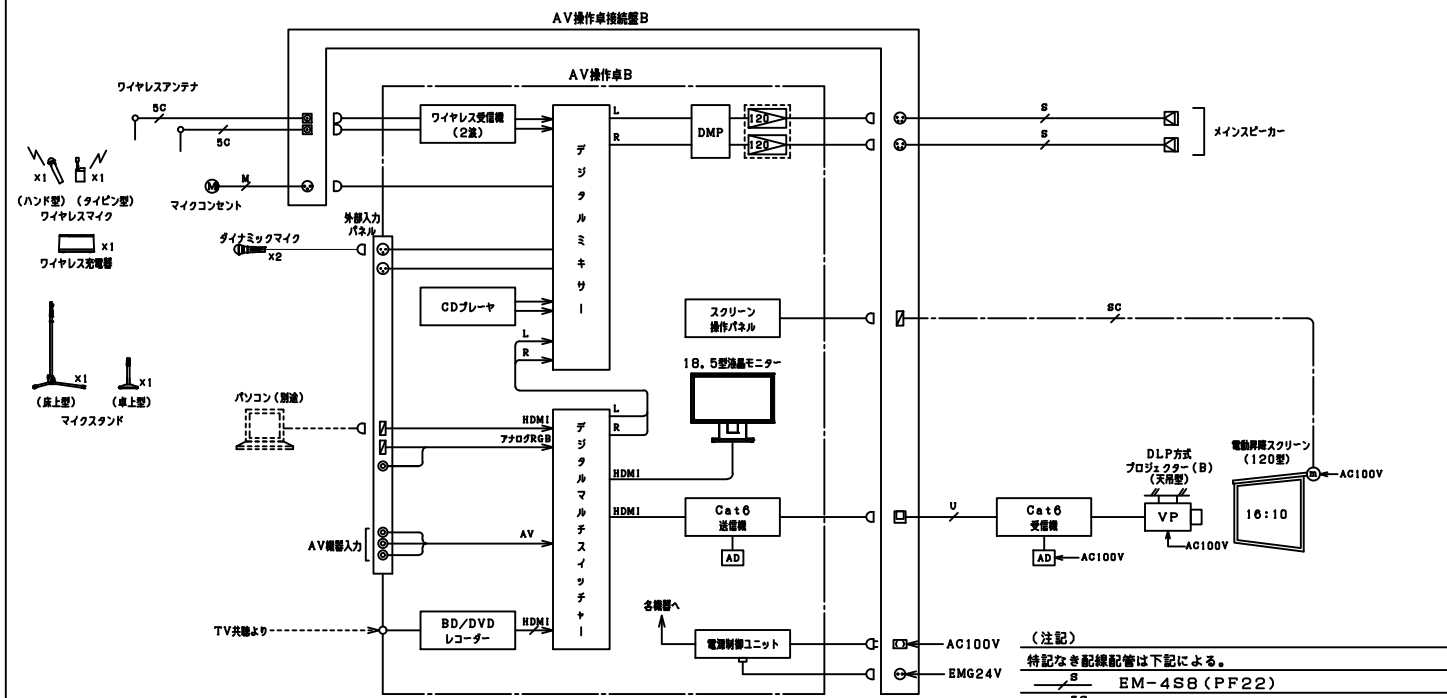 AV操作卓接続盤B
AV操作卓B
ワイヤレスアンテナ
5C
5C
ワイヤレス受信機
(2波)
L
R
DMP
120
120
S
S
メインスピーカー
x1
x1
(ハンド型)
(タイピン型)
ワイヤレスマイク
M
M
マイクコンセント
デジタルミキサー
x1
ワイヤレス充電器
外部入力
パネル
ダイナミックマイク
x2
CDプレーヤ
L
R
スクリーン
操作パネル
SC
x1
x1
(床上型)
(卓上型)
マイクスタンド
18.5型液晶モニター
パソコン(別途)
HDMI
アナログRGB
L
R
デジタルマルチスイッチャー
HDMI
HDMI
Cat6
送信機
AD
U
Cat6
受信機
AD
AC100V
DLP方式
プロジェクター(B)
(天吊型)
VP
AC100V
電動昇降スクリーン
(120型)
m
AC100V
16:10
AV機器入力
AV
TV共聴より
BD/DVD
レコーダー
HDMI
各機器へ
電源制御ユニット
AC100V
EMG24V
(注記)
特記なき配線配管は下記による。
S
EM-4S8(PF22)
5C